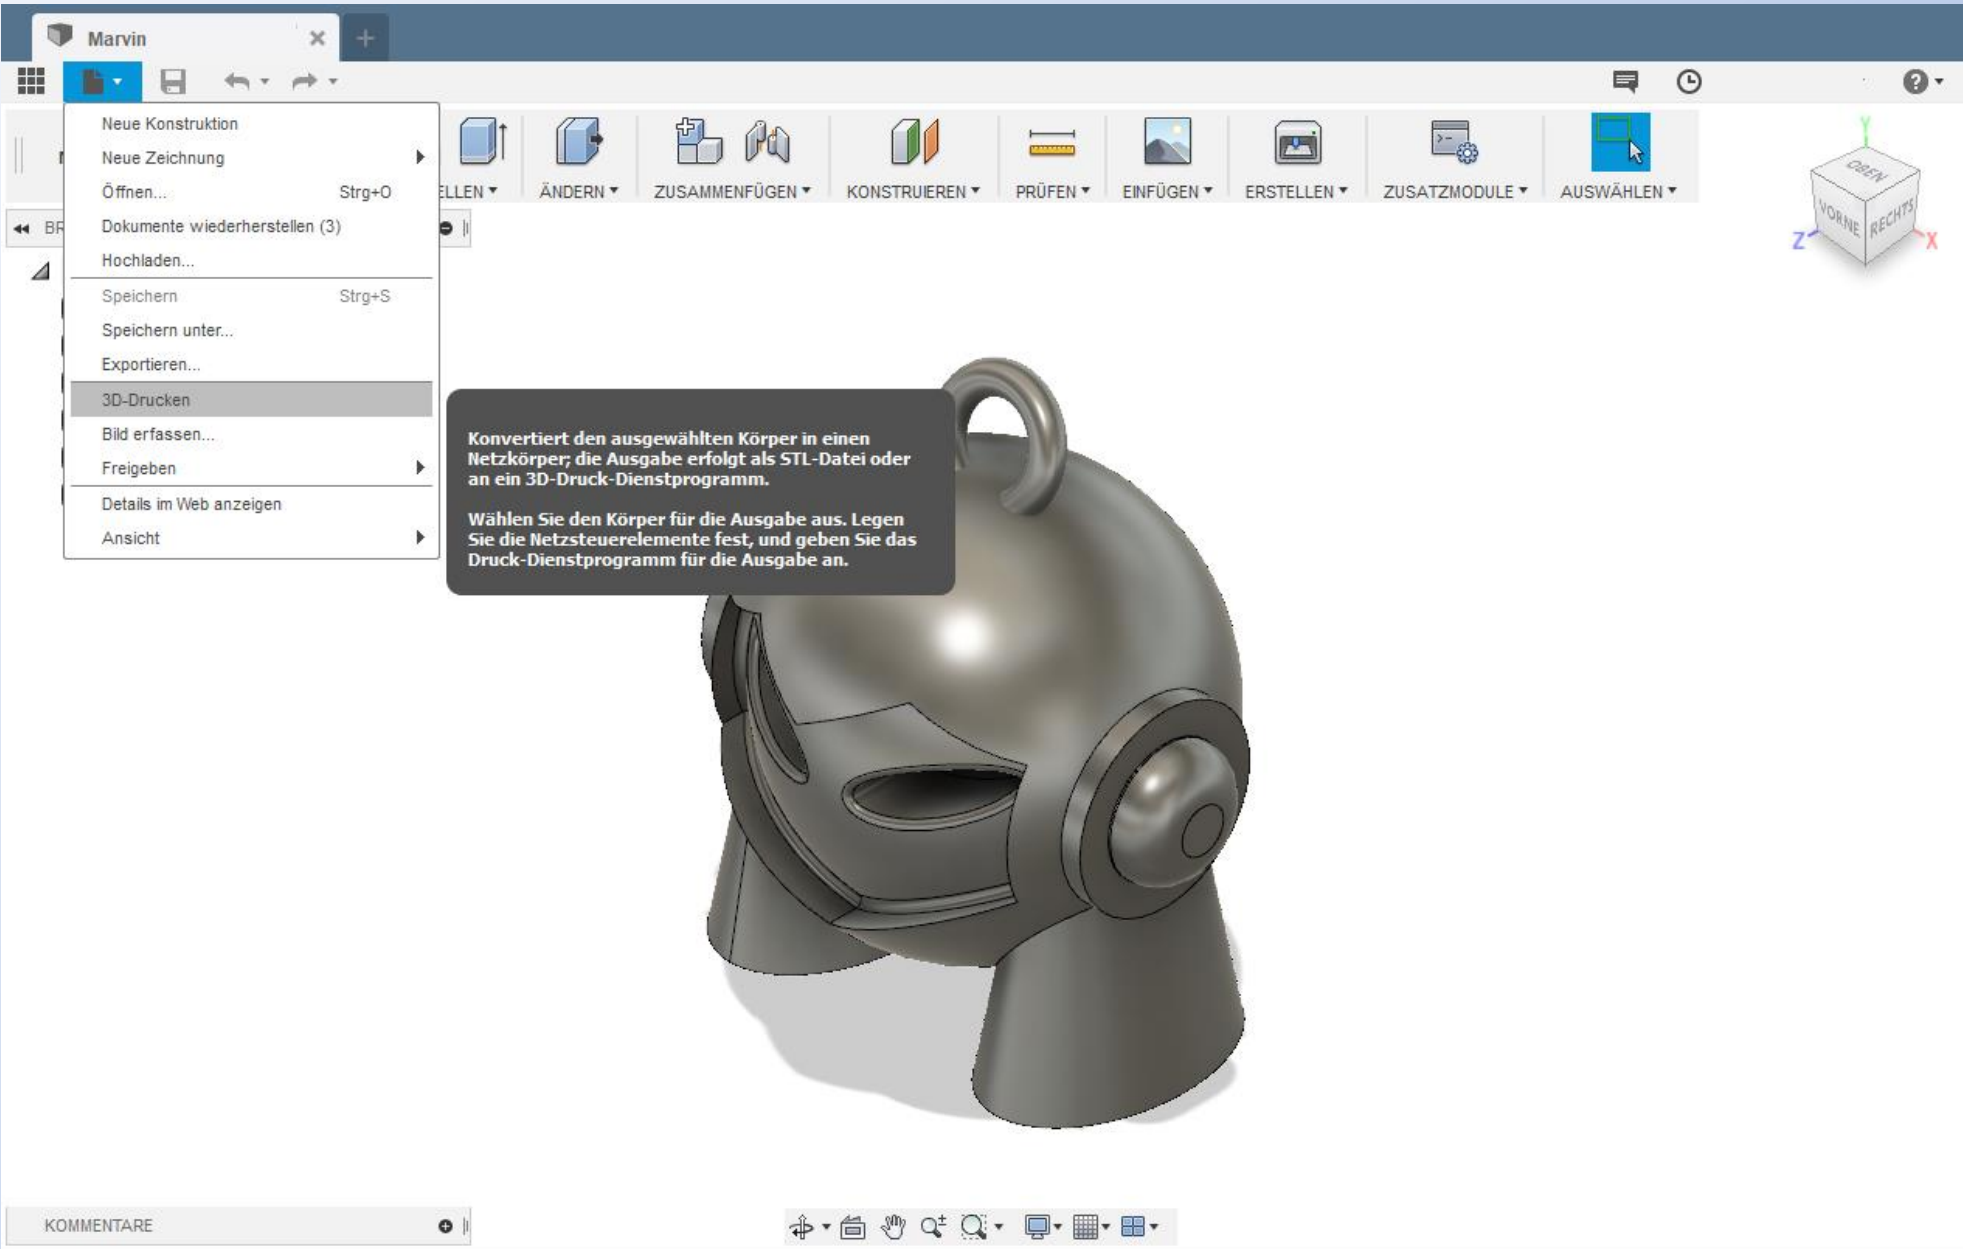 Marvin
Neue Konstruktion
Neue Zeichnung
Öffnen... Strg+O
Dokumente wiederherstellen (3)
Hochladen...
Speichern Strg+S
Speichern unter...
Exportieren...
3D-Drucken
Bild erfassen...
Freigeben
Details im Web anzeigen
Ansicht
ELLEN ÄNDERN ZUSAMMENFÜGEN KONSTRUIEREN PRÜFEN EINFÜGEN ERSTELLEN ZUSATZMODULE AUSWÄHLEN
BR
Konvertiert den ausgewählten Körper in einen
Netzkörper; die Ausgabe erfolgt als STL-Datei oder
an ein 3D-Druck-Dienstprogramm.
Wählen Sie den Körper für die Ausgabe aus. Legen
Sie die Netzsteuerelemente fest, und geben Sie das
Druck-Dienstprogramm für die Ausgabe an.
Y
OBEN
VORNE RECHTS
Z X
KOMMENTARE